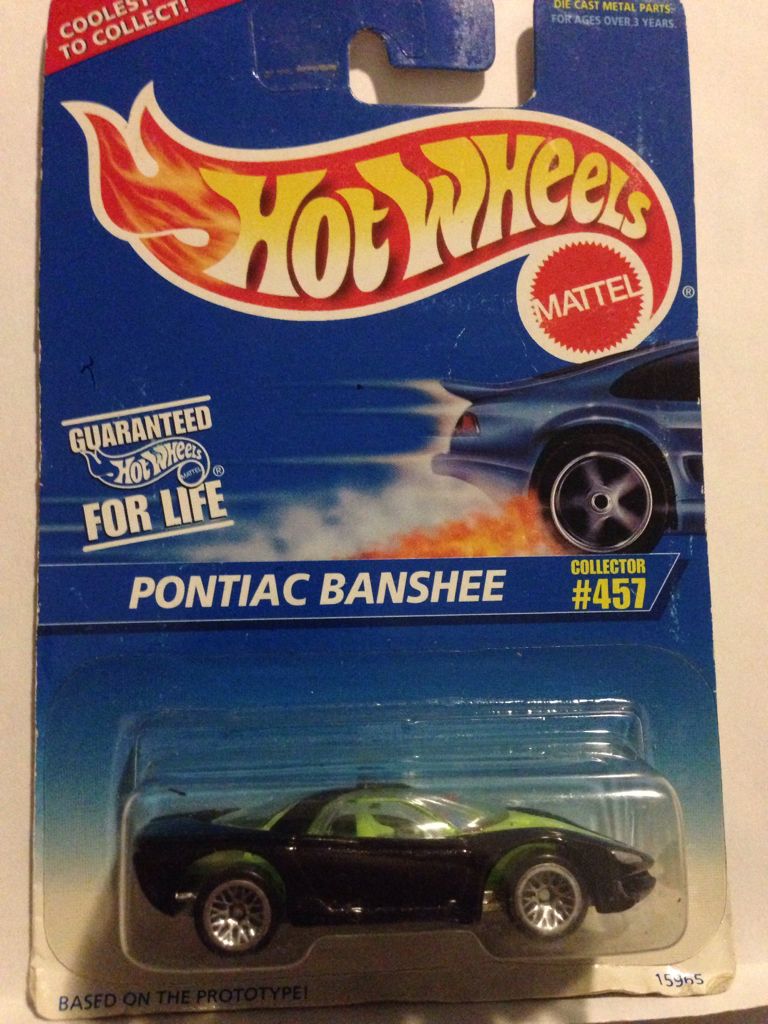 COOLEST
TO COLLECT!
DIE CAST METAL PARTS
FOR AGES OVER 3 YEARS.
HOT WHEELS
MATTEL
®
GUARANTEED
HOT WHEELS
MATTEL
®
FOR LIFE
PONTIAC BANSHEE
COLLECTOR
#457
BASED ON THE PROTOTYPE!
15965